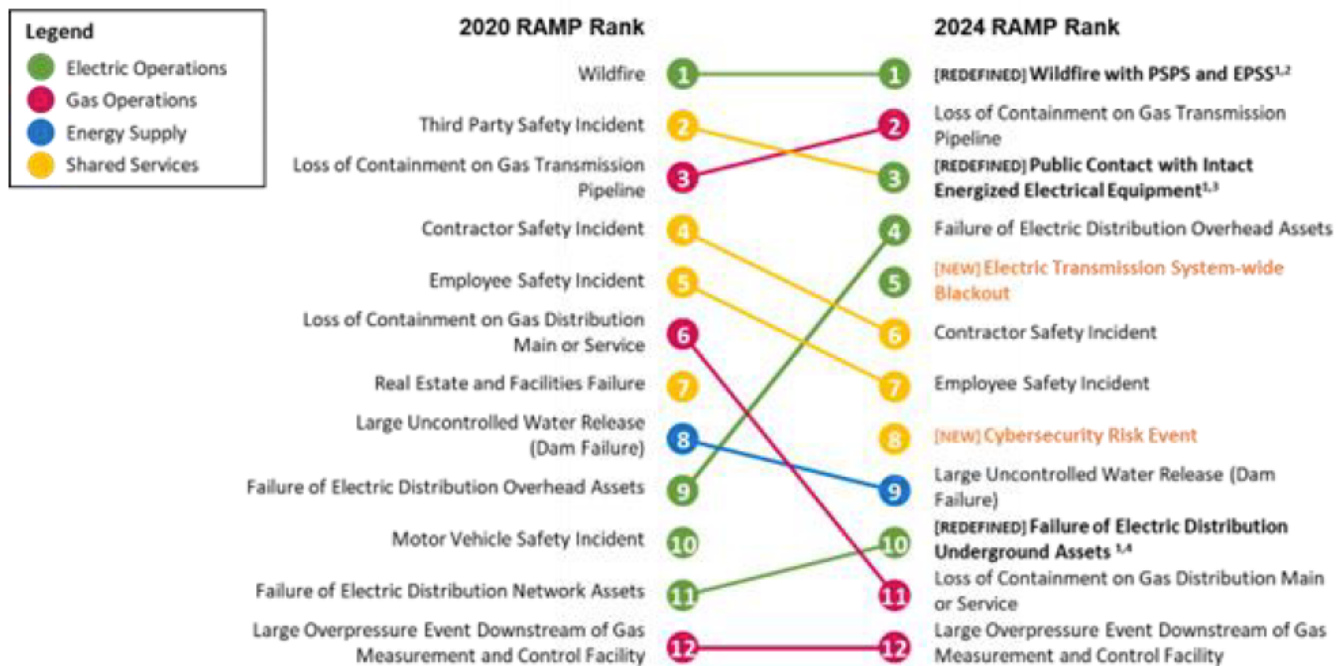 Legend
Electric Operations
Gas Operations
Energy Supply
Shared Services
2020 RAMP Rank
2024 RAMP Rank
Wildfire
1
1
[REDEFINED] Wildfire with PSPS and EPSS1,2
Third Party Safety Incident
2
2
Loss of Containment on Gas Transmission
Pipeline
Loss of Containment on Gas Transmission
Pipeline
3
3
[REDEFINED] Public Contact with Intact
Energized Electrical Equipment1,3
Contractor Safety Incident
4
4
Failure of Electric Distribution Overhead Assets
Employee Safety Incident
5
5
[NEW] Electric Transmission System-wide
Blackout
Loss of Containment on Gas Distribution
Main or Service
6
6
Contractor Safety Incident
Real Estate and Facilities Failure
7
7
Employee Safety Incident
Large Uncontrolled Water Release
(Dam Failure)
8
8
[NEW] Cybersecurity Risk Event
Failure of Electric Distribution Overhead Assets
9
9
Large Uncontrolled Water Release (Dam
Failure)
Motor Vehicle Safety Incident
10
10
[REDEFINED] Failure of Electric Distribution
Underground Assets 1,4
Failure of Electric Distribution Network Assets
11
11
Loss of Containment on Gas Distribution Main
or Service
Large Overpressure Event Downstream of Gas
Measurement and Control Facility
12
12
Large Overpressure Event Downstream of Gas
Measurement and Control Facility